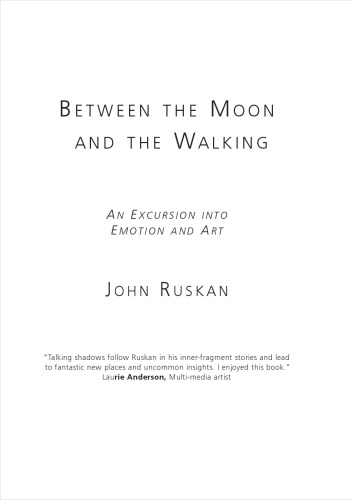 BETWEEN THE MOON
AND THE WALKING
AN EXCURSION INTO
EMOTION AND ART
JOHN RUSKAN
"Talking shadows follow Ruskan in his inner-fragment stories and lead
to fantastic new places and uncommon insights. I enjoyed this book."
Laurie Anderson, Multi-media artist